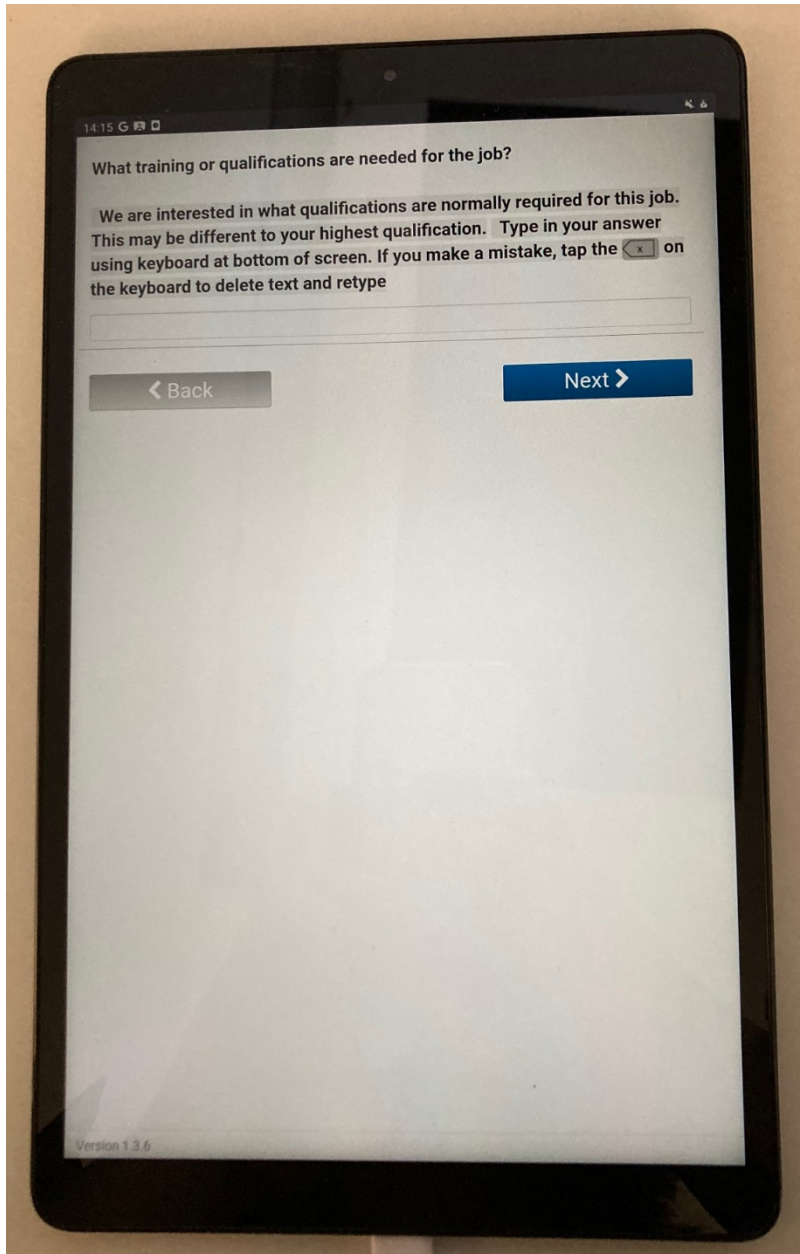 14:15 G
What training or qualifications are needed for the job?
We are interested in what qualifications are normally required for this job.
This may be different to your highest qualification. Type in your answer
using keyboard at bottom of screen. If you make a mistake, tap the x on
the keyboard to delete text and retype
Back
Next
Version 1.3.6